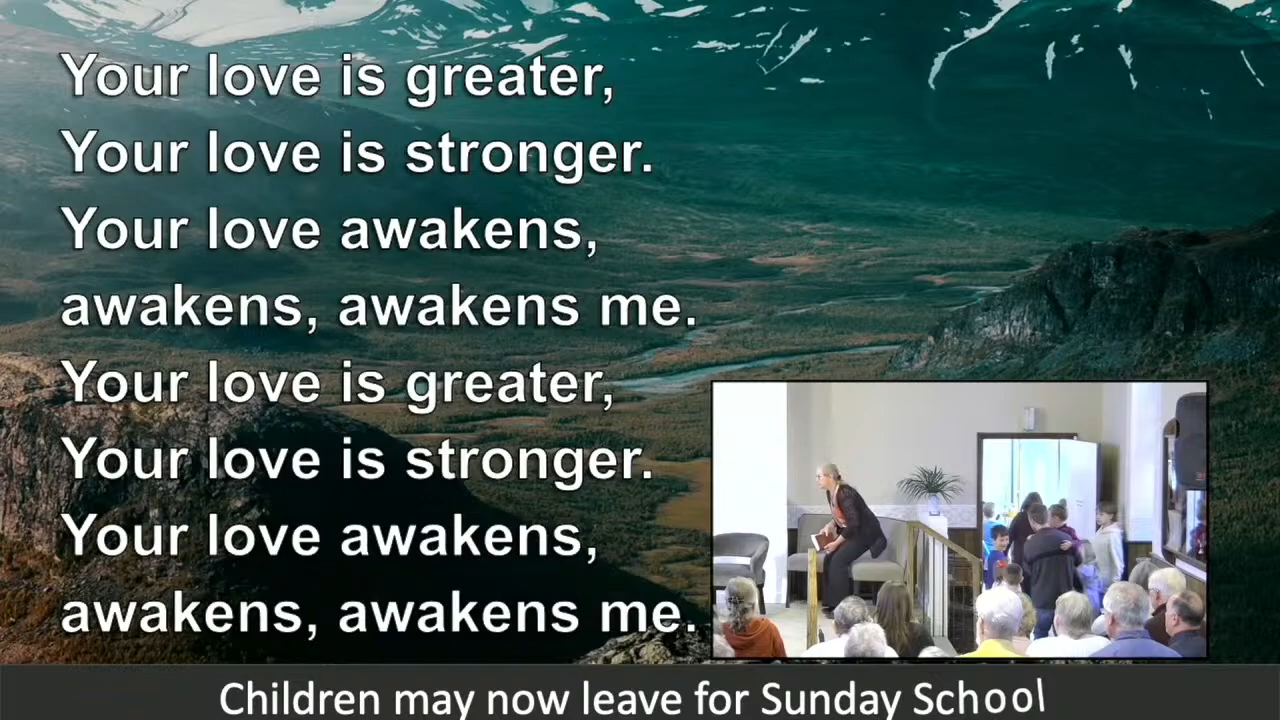 Your love is greater,
Your love is stronger.
Your love awakens,
awakens, awakens me.
Your love is greater,
Your love is stronger.
Your love awakens,
awakens, awakens me.
Children may now leave for Sunday School